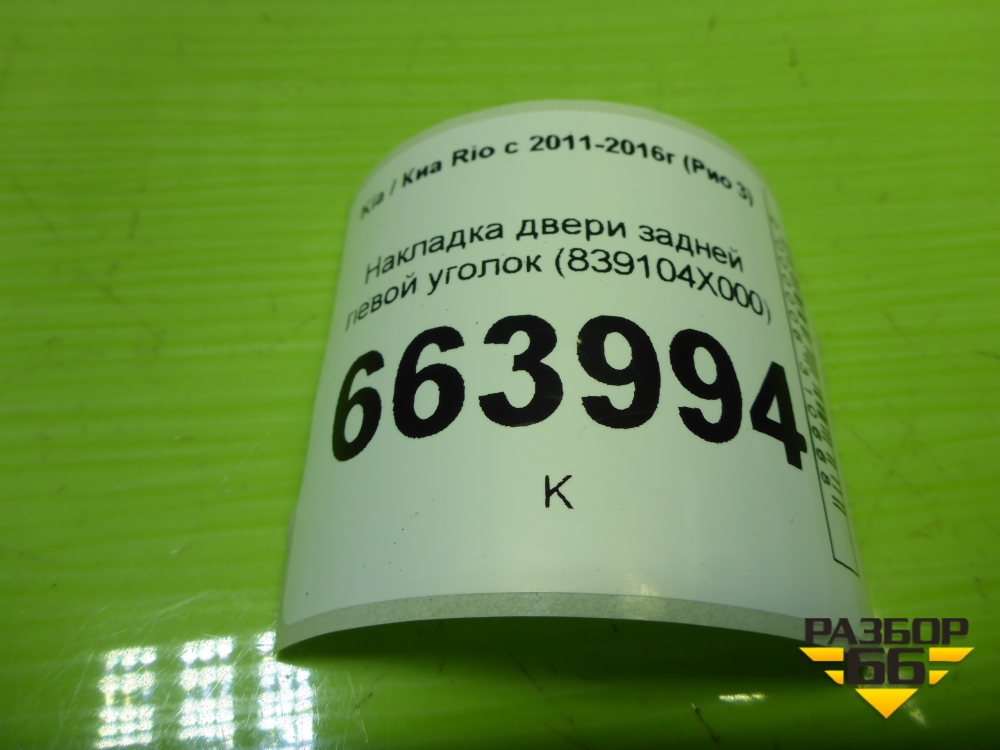 Kia / Киа Rio с 2011-2016г (Рио 3)
Накладка двери задней
левой уголок (839104X000)
663994
К
РАЗБОР
66